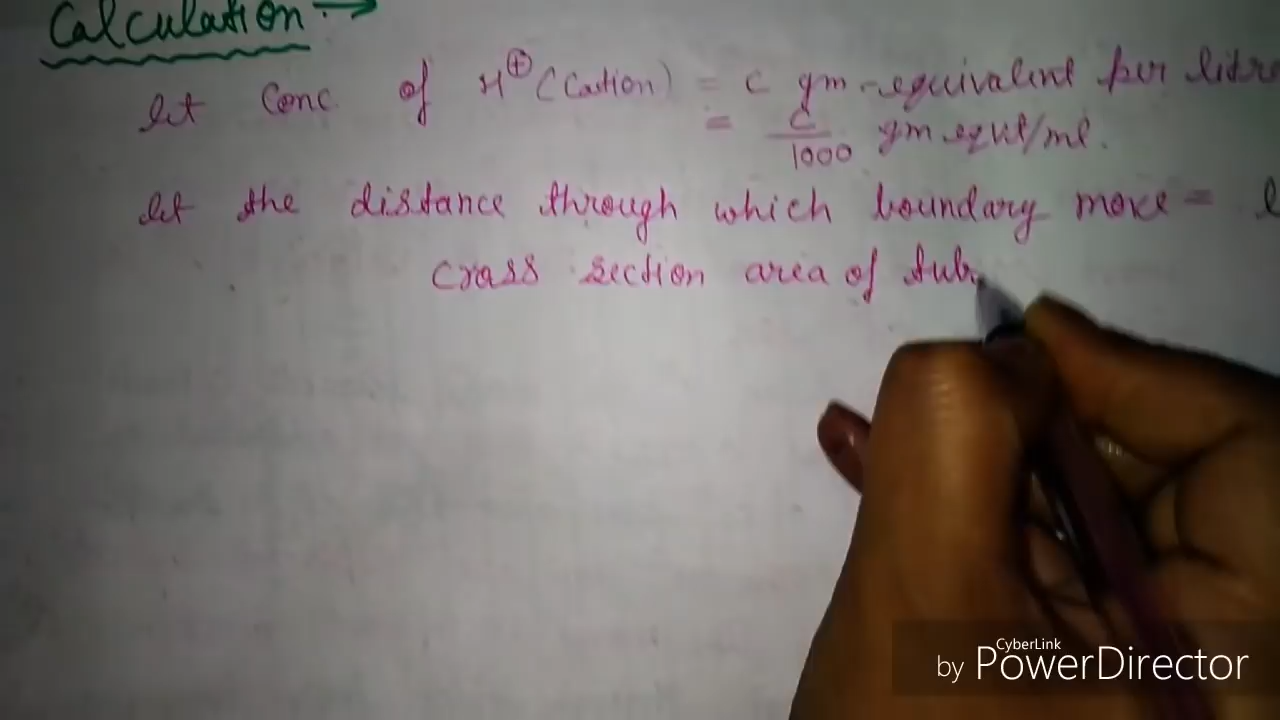 Calculation :→
let Conc. of H⊕ (Cation) = C gm-equivalent per litre
= C/1000 gm eqvt/ml.
let the distance through which boundary move = l
cross section area of tub
CyberLink
by PowerDirector